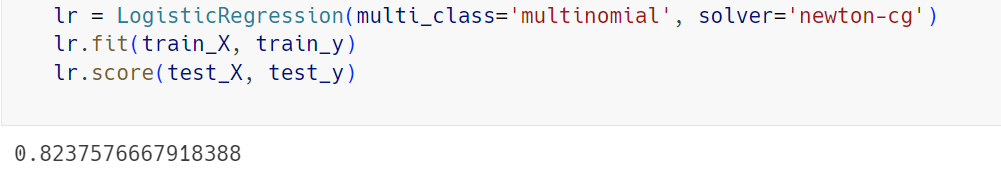 lr = LogisticRegression(multi_class='multinomial', solver='newton-cg')
lr.fit(train_X, train_y)
lr.score(test_X, test_y)
0.8237576667918388